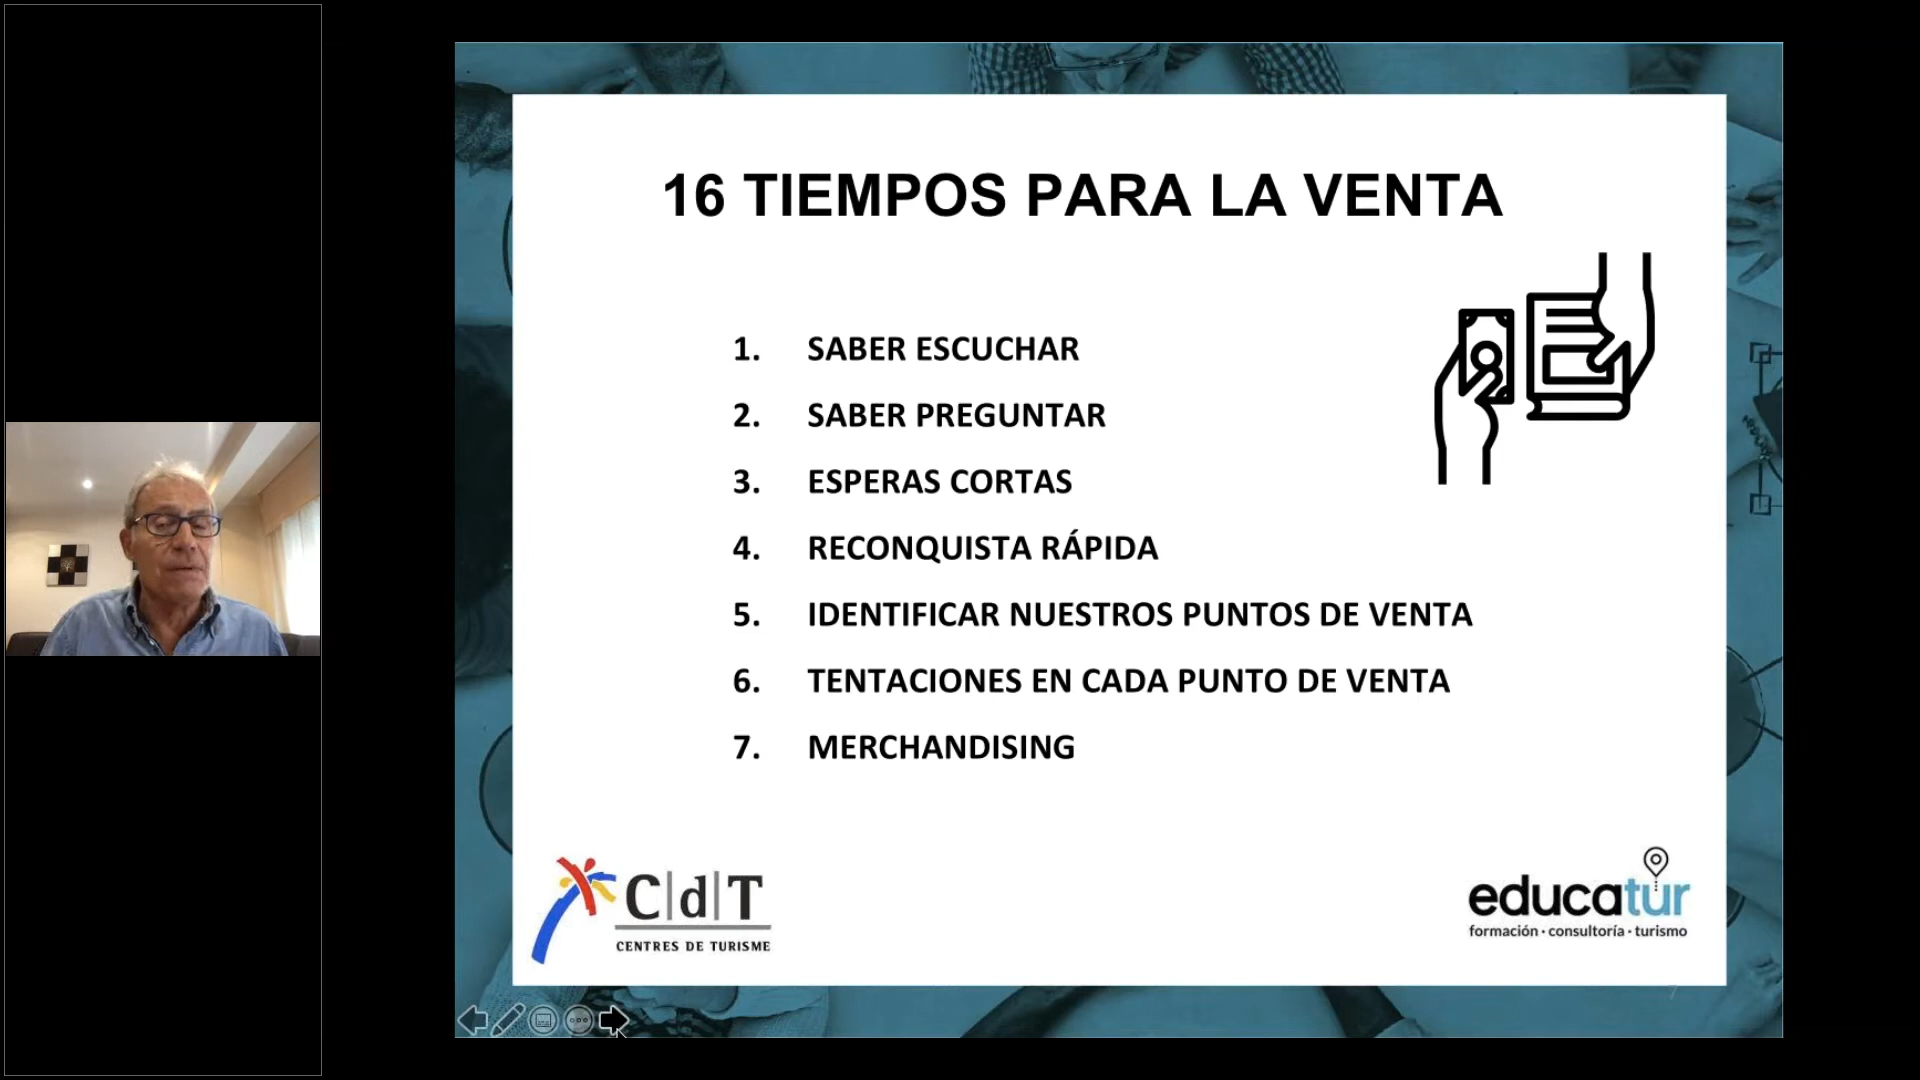 16 TIEMPOS PARA LA VENTA
1. SABER ESCUCHAR
2. SABER PREGUNTAR
3. ESPERAS CORTAS
4. RECONQUISTA RÁPIDA
5. IDENTIFICAR NUESTROS PUNTOS DE VENTA
6. TENTACIONES EN CADA PUNTO DE VENTA
7. MERCHANDISING
C|d|T
CENTRES DE TURISME
educatur
formación · consultoría · turismo